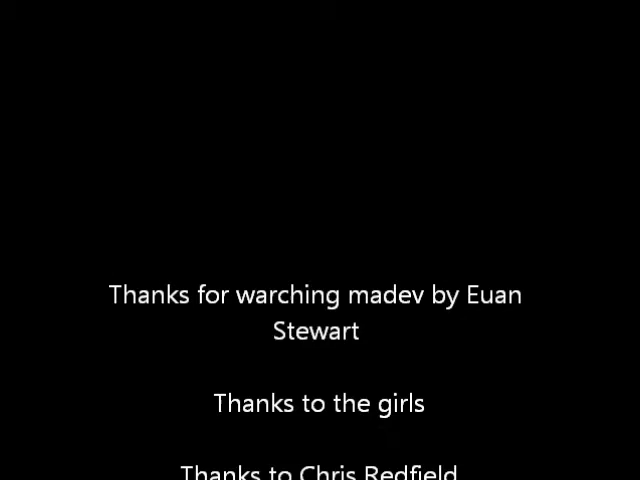 Thanks for warching madev by Euan
Stewart
Thanks to the girls
Thanks to Chris Redfield